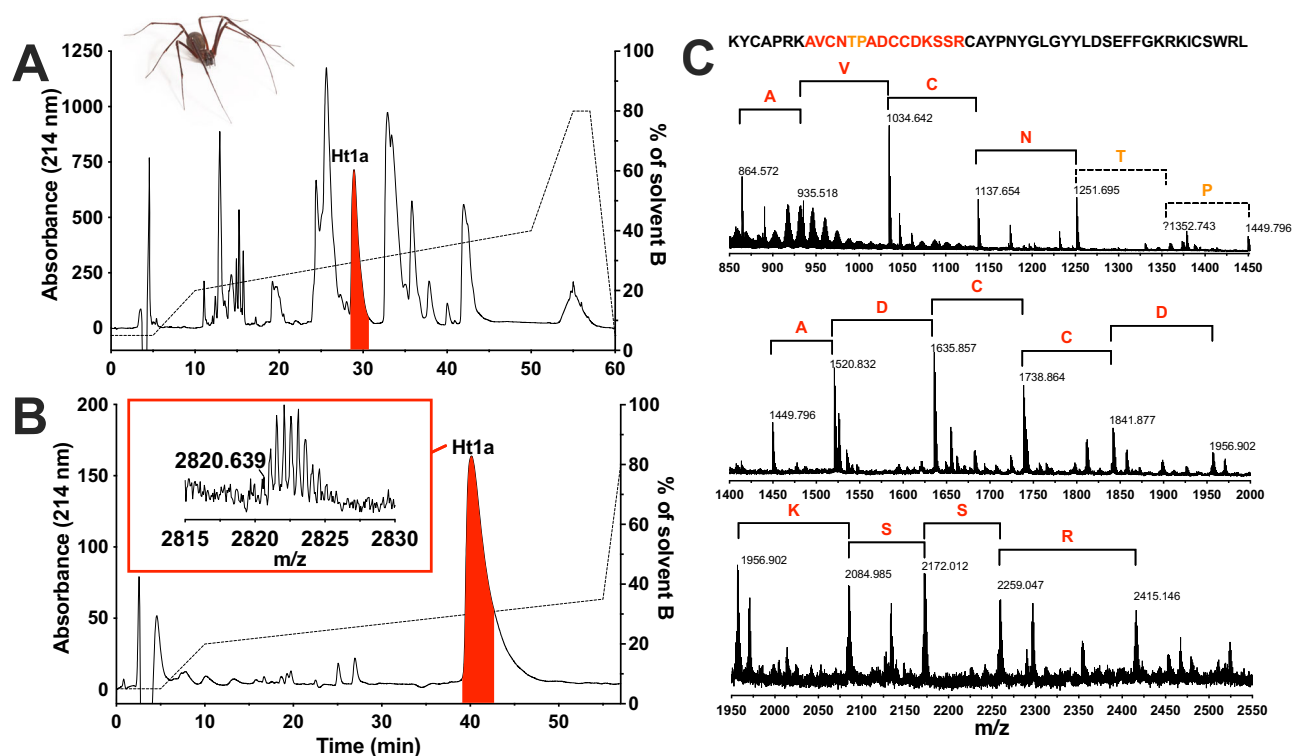 A
Absorbance (214 nm)
1250
1000
750
500
250
0
Ht1a
100
80
60
40
20
0
% of solvent B
0 10 20 30 40 50 60
B
Absorbance (214 nm)
200
150
100
50
0
2820.639
2815 2820 2825 2830
m/z
Ht1a
100
80
60
40
20
0
% of solvent B
0 10 20 30 40 50
Time (min)
C
KYCAPRKAVCNTPADCCDKSSRCAYPNYGLGYYLDSEFFGKRKICSWRL
A V C N T P
864.572 935.518 1034.642 1137.654 1251.695 ?1352.743 1449.796
850 900 950 1000 1050 1100 1150 1200 1250 1300 1350 1400 1450
A D C C D
1449.796 1520.832 1635.857 1738.864 1841.877 1956.902
1400 1450 1500 1550 1600 1650 1700 1750 1800 1850 1900 1950 2000
K S S R
1956.902 2084.985 2172.012 2259.047 2415.146
1950 2000 2050 2100 2150 2200 2250 2300 2350 2400 2450 2500 2550
m/z